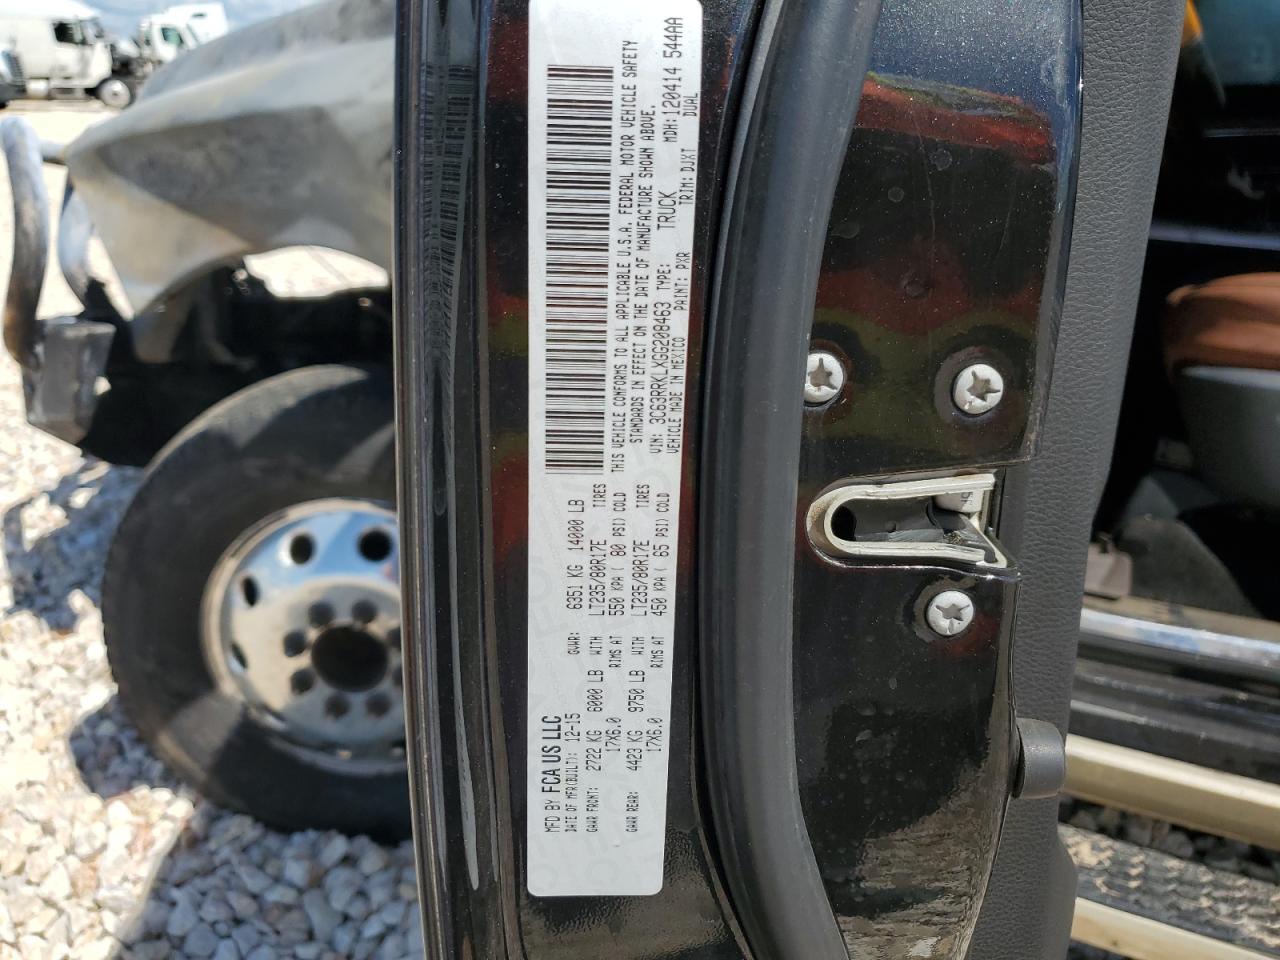 MFD BY FCA US LLC
DATE OF MFR(BUILT): 12-15 GVWR: 6351 KG 14000 LB
GAWR FRONT: 2722 KG 6000 LB WITH LT235/80R17E TIRES
17X6.0 RIMS AT 550 KPA ( 80 PSI) COLD
GAWR REAR: 4423 KG 9750 LB WITH LT235/80R17E TIRES
17X6.0 RIMS AT 450 KPA ( 65 PSI) COLD
THIS VEHICLE CONFORMS TO ALL APPLICABLE U.S.A. FEDERAL MOTOR VEHICLE SAFETY
STANDARDS IN EFFECT ON THE DATE OF MANUFACTURE SHOWN ABOVE.
VIN: 3C63RRKLXGG208463 TYPE: TRUCK MDH: 120414 544AA
VEHICLE MADE IN MEXICO PAINT: PXR TRIM: DJXT DUAL